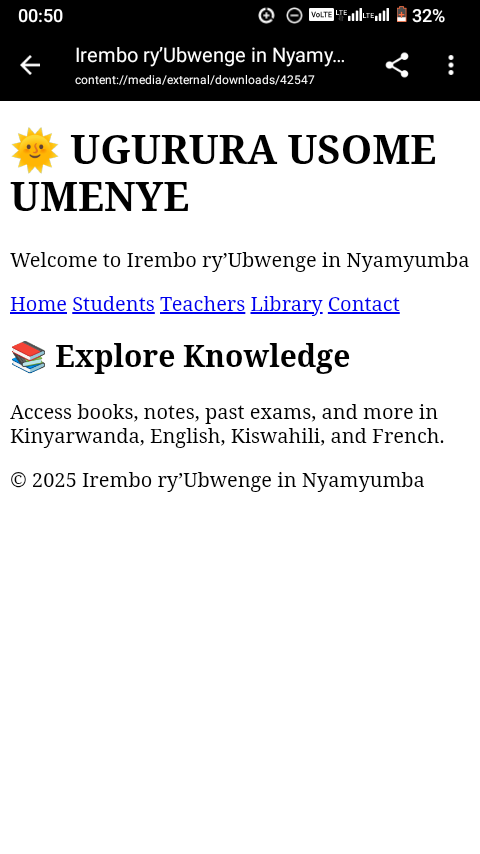 00:50 VoLTE LTE LTE 32%
Irembo ry’Ubwenge in Nyamy...
content://media/external/downloads/42547
🌞 UGURURA USOME
UMENYE
Welcome to Irembo ry’Ubwenge in Nyamyumba
Home Students Teachers Library Contact
📚 Explore Knowledge
Access books, notes, past exams, and more in
Kinyarwanda, English, Kiswahili, and French.
© 2025 Irembo ry’Ubwenge in Nyamyumba